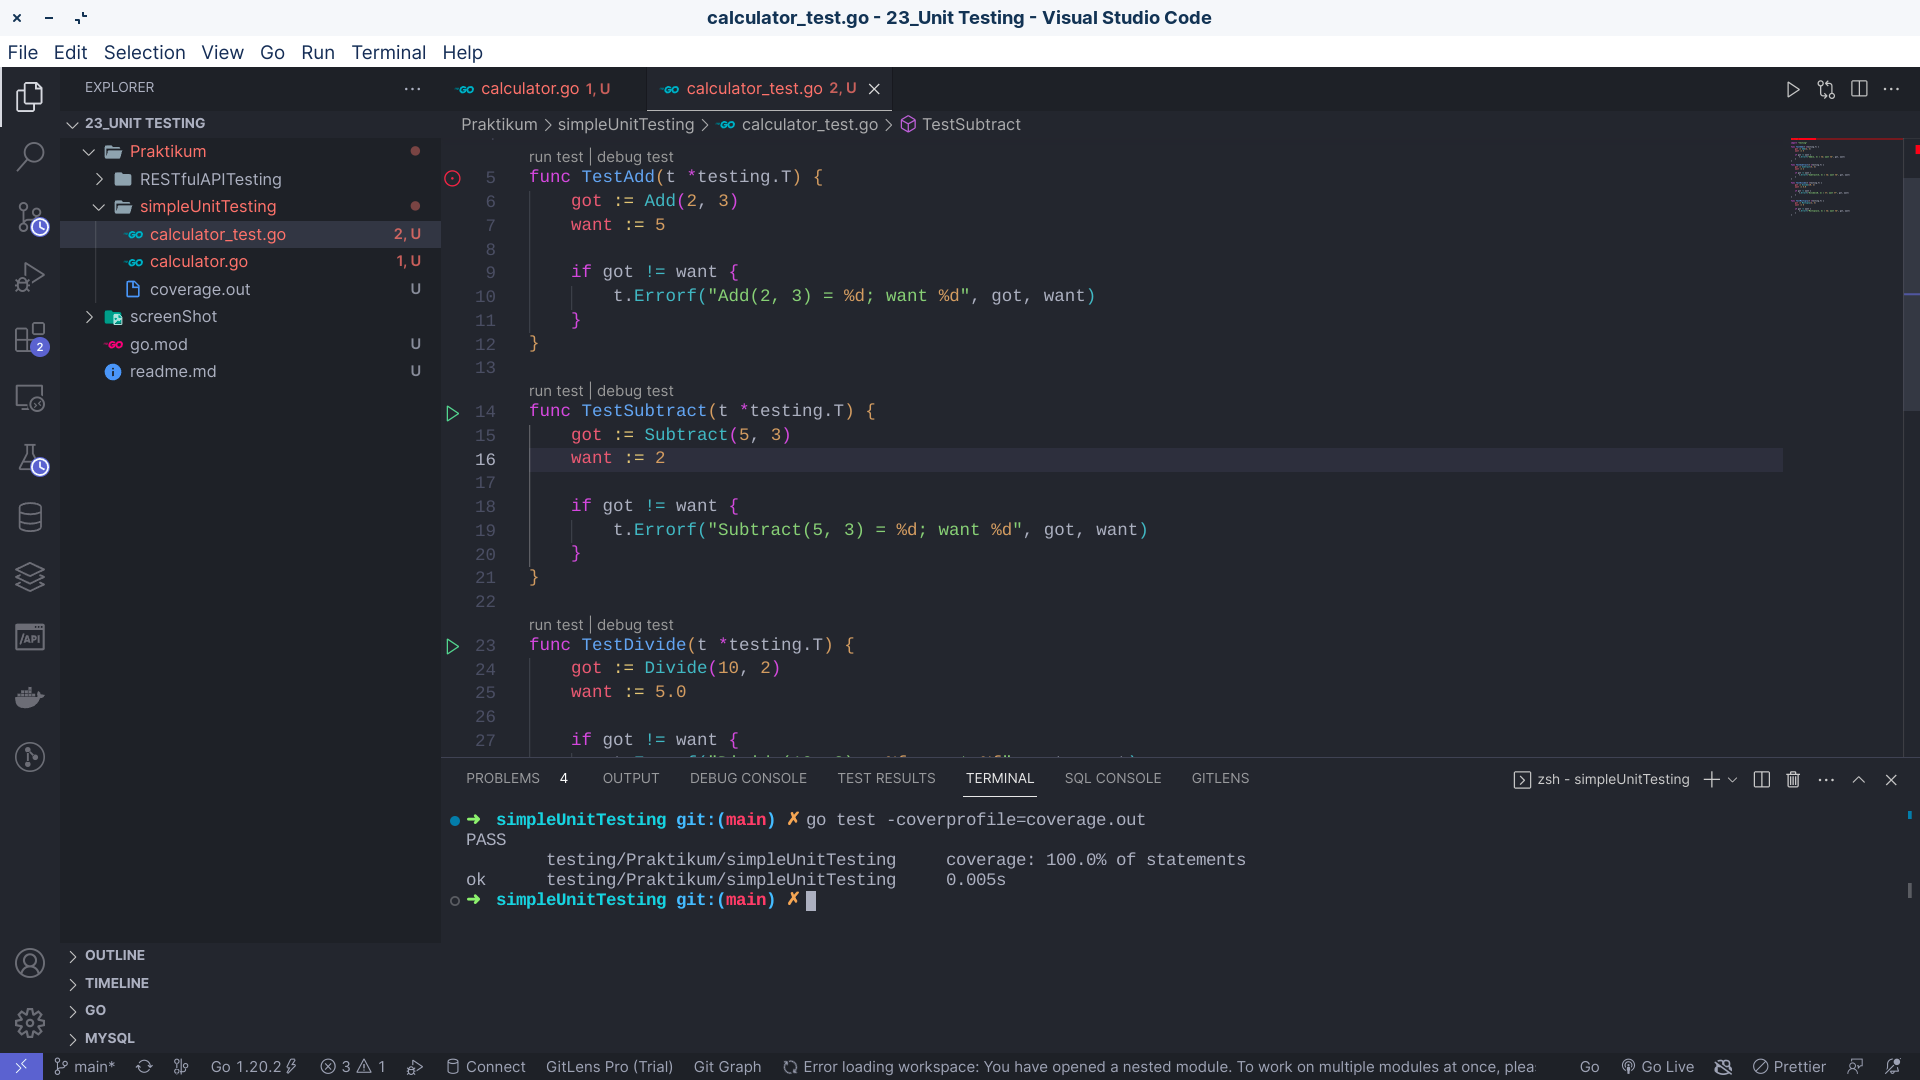 calculator_test.go - 23_Unit Testing - Visual Studio Code
File Edit Selection View Go Run Terminal Help
EXPLORER
calculator.go 1, U
calculator_test.go 2, U
23_UNIT TESTING
Praktikum
RESTfulAPITesting
simpleUnitTesting
calculator_test.go 2, U
calculator.go 1, U
coverage.out U
screenShot
go.mod U
readme.md U
OUTLINE
TIMELINE
GO
MYSQL
2
/API
Praktikum > simpleUnitTesting > calculator_test.go > TestSubtract
run test | debug test
5 func TestAdd(t *testing.T) {
6 got := Add(2, 3)
7 want := 5
8
9 if got != want {
10 t.Errorf("Add(2, 3) = %d; want %d", got, want)
11 }
12 }
13
run test | debug test
14 func TestSubtract(t *testing.T) {
15 got := Subtract(5, 3)
16 want := 2
17
18 if got != want {
19 t.Errorf("Subtract(5, 3) = %d; want %d", got, want)
20 }
21 }
22
run test | debug test
23 func TestDivide(t *testing.T) {
24 got := Divide(10, 2)
25 want := 5.0
26
27 if got != want {
PROBLEMS 4 OUTPUT DEBUG CONSOLE TEST RESULTS TERMINAL SQL CONSOLE GITLENS
zsh - simpleUnitTesting
➜ simpleUnitTesting git:(main) ✗ go test -coverprofile=coverage.out
PASS
testing/Praktikum/simpleUnitTesting coverage: 100.0% of statements
ok testing/Praktikum/simpleUnitTesting 0.005s
➜ simpleUnitTesting git:(main) ✗
main* Go 1.20.2 3 1 Connect GitLens Pro (Trial) Git Graph Error loading workspace: You have opened a nested module. To work on multiple modules at once, plea Go Go Live Prettier